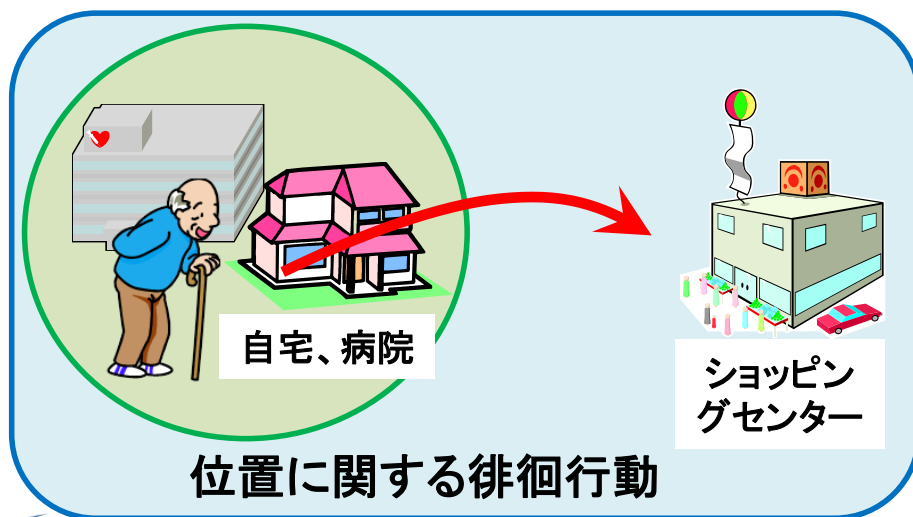 自宅、病院
ショッピン
グセンター
位置に関する徘徊行動